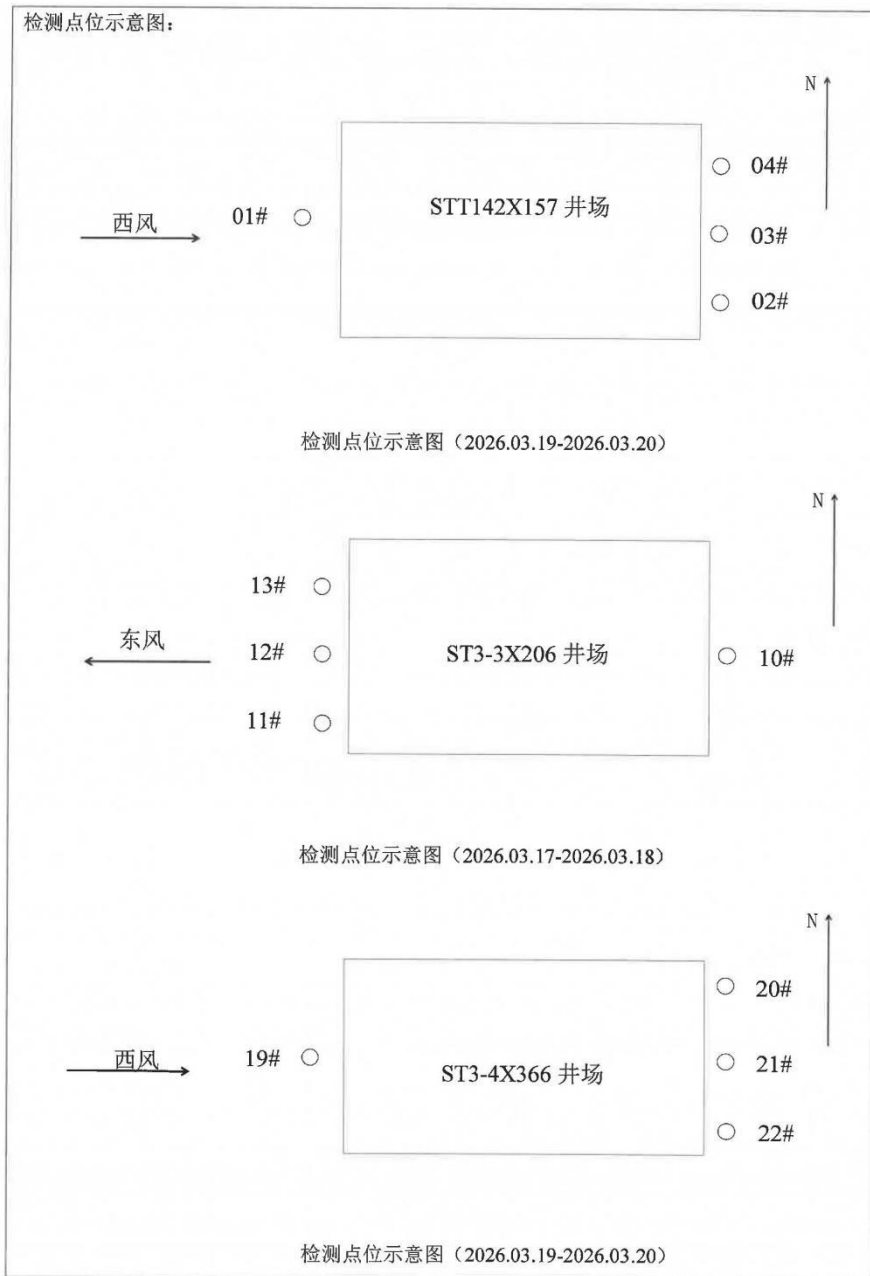 检测点位示意图：
N
04#
STT142X157 井场
01#
西风
03#
02#
检测点位示意图（2026.03.19-2026.03.20）
N
13#
东风
12#
ST3-3X206 井场
10#
11#
检测点位示意图（2026.03.17-2026.03.18）
N
20#
西风
19#
ST3-4X366 井场
21#
22#
检测点位示意图（2026.03.19-2026.03.20）